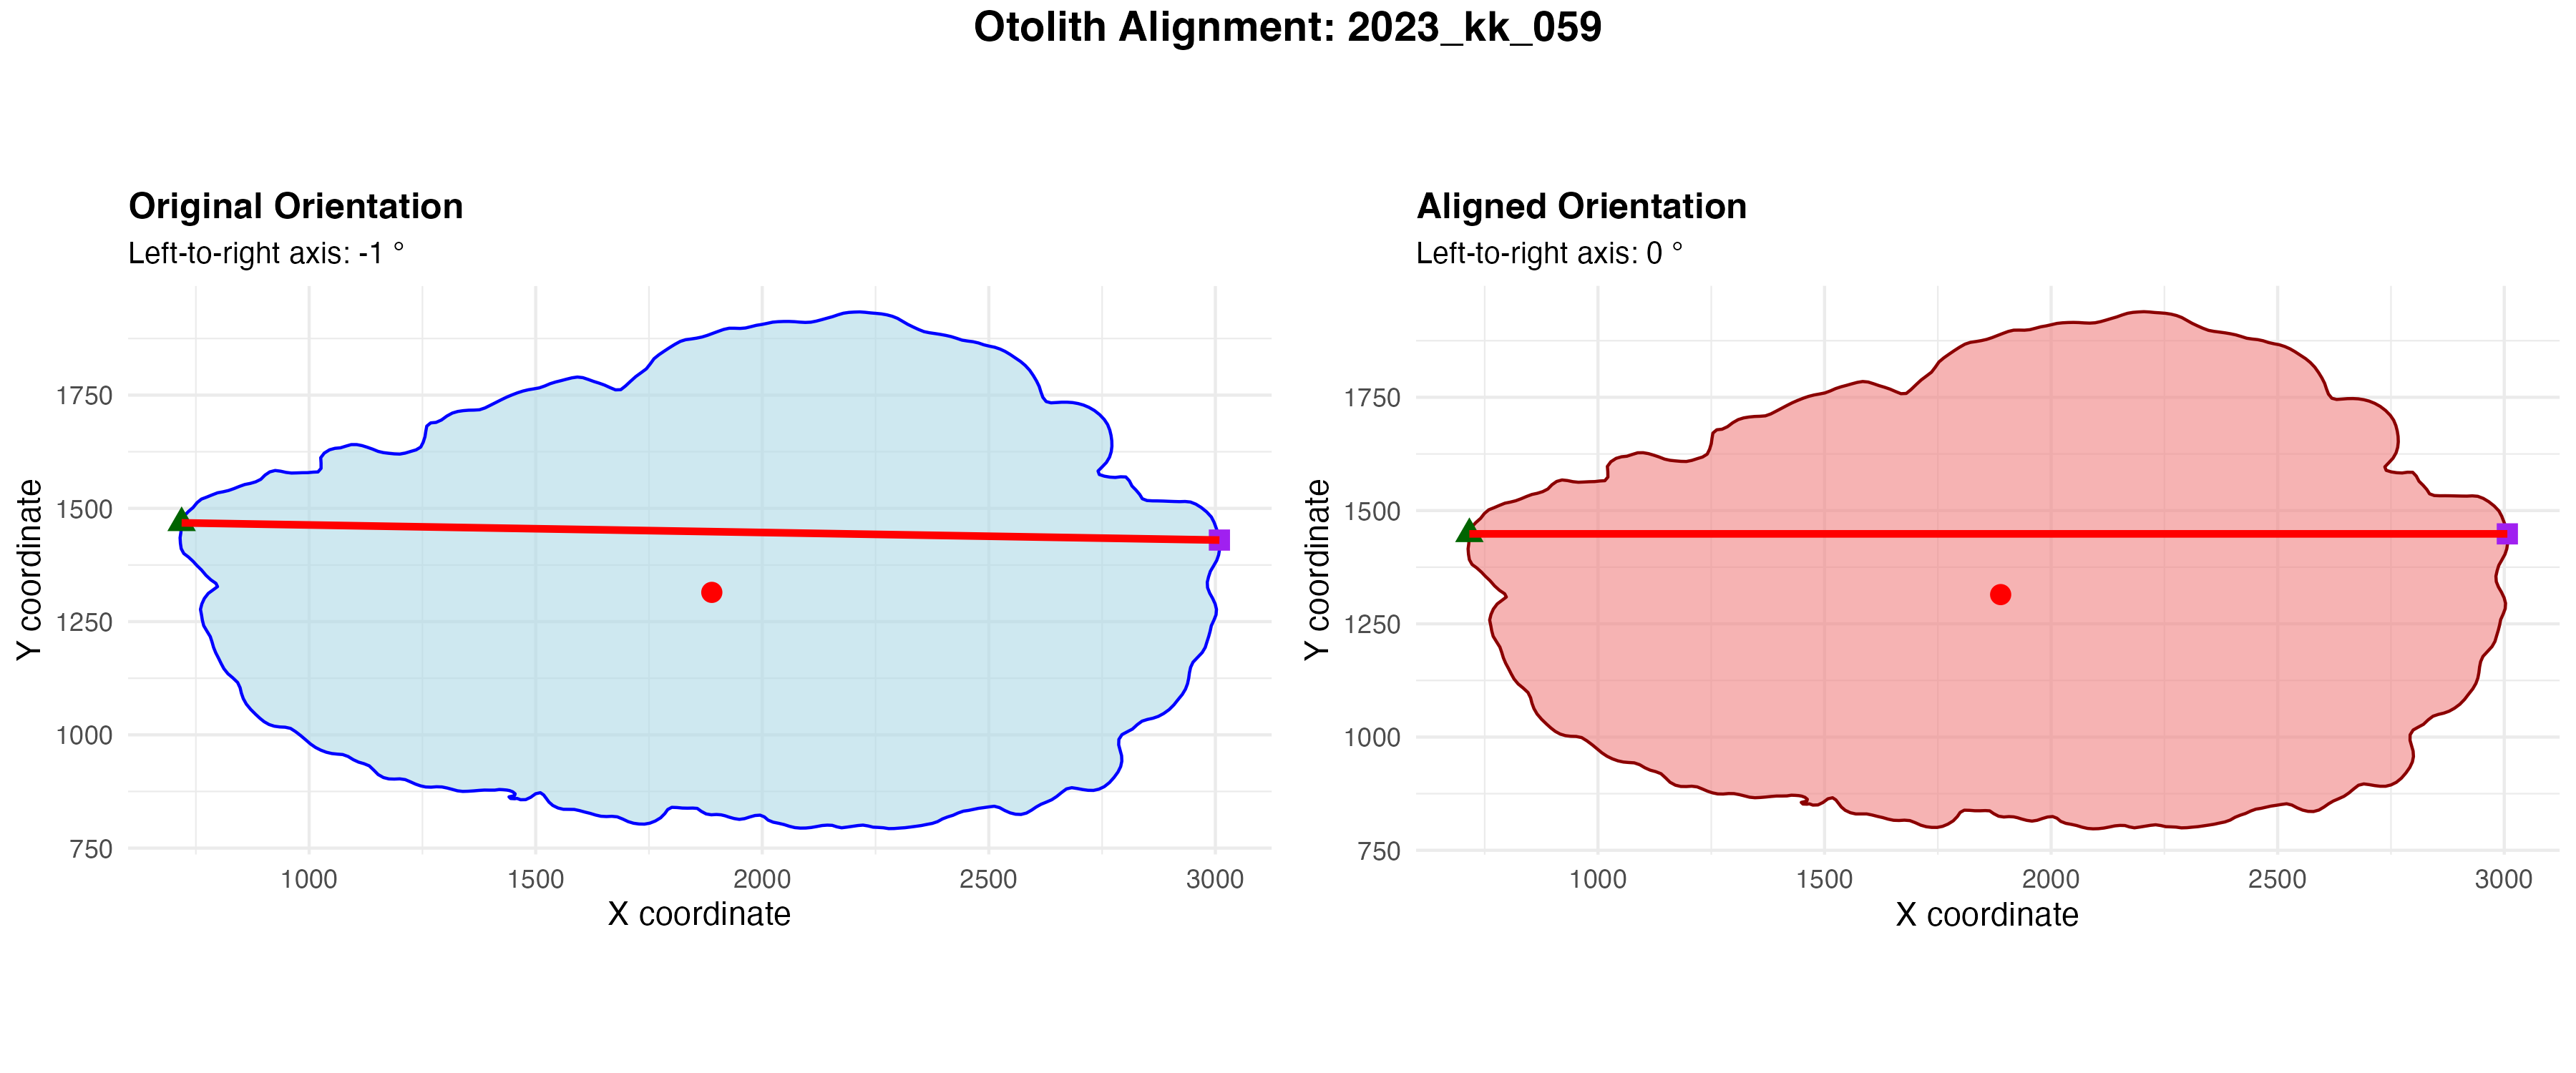 Otolith Alignment: 2023_kk_059
Original Orientation
Left-to-right axis: -1 °
Y coordinate
1750
1500
1250
1000
750
1000 1500 2000 2500 3000
X coordinate
Aligned Orientation
Left-to-right axis: 0 °
Y coordinate
1750
1500
1250
1000
750
1000 1500 2000 2500 3000
X coordinate